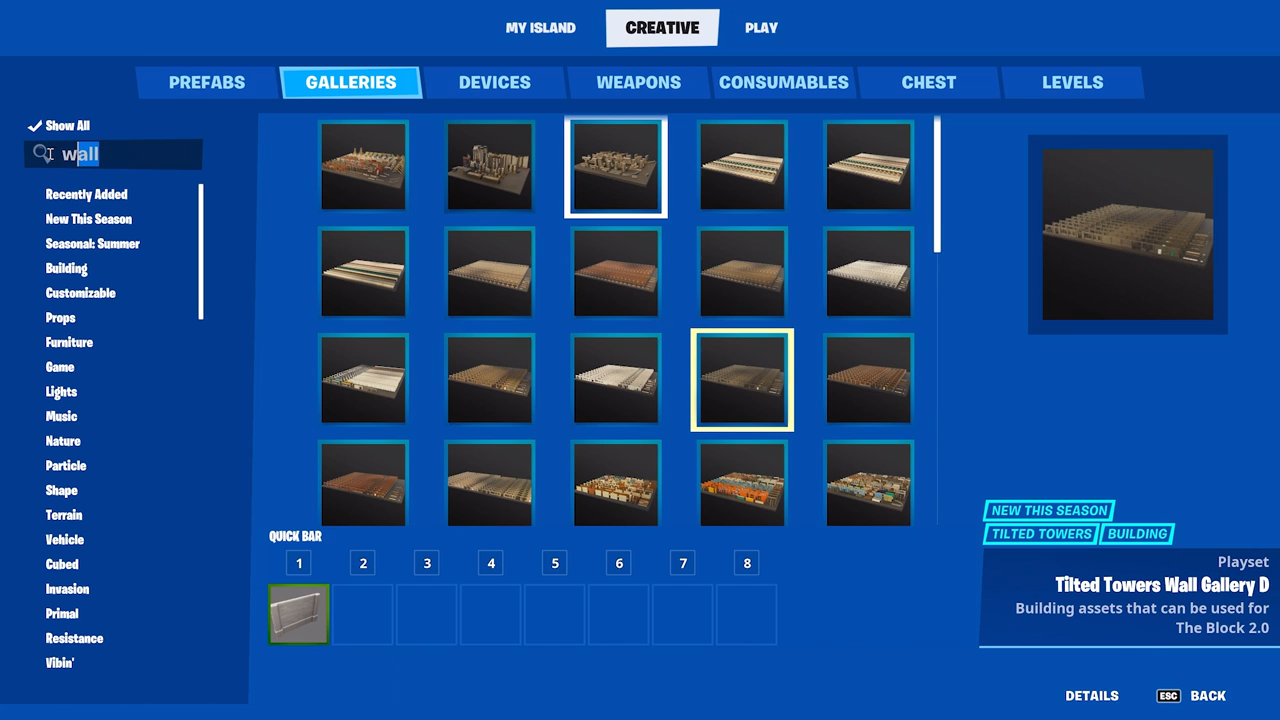 MY ISLAND
CREATIVE
PLAY
PREFABS
GALLERIES
DEVICES
WEAPONS
CONSUMABLES
CHEST
LEVELS
Show All
wall
Recently Added
New This Season
Seasonal: Summer
Building
Customizable
Props
Furniture
Game
Lights
Music
Nature
Particle
Shape
Terrain
Vehicle
Cubed
Invasion
Primal
Resistance
Vibin'
QUICK BAR
1 2 3 4 5 6 7 8
NEW THIS SEASON
TILTED TOWERS BUILDING
Playset
Tilted Towers Wall Gallery D
Building assets that can be used for
The Block 2.0
DETAILS
ESC BACK